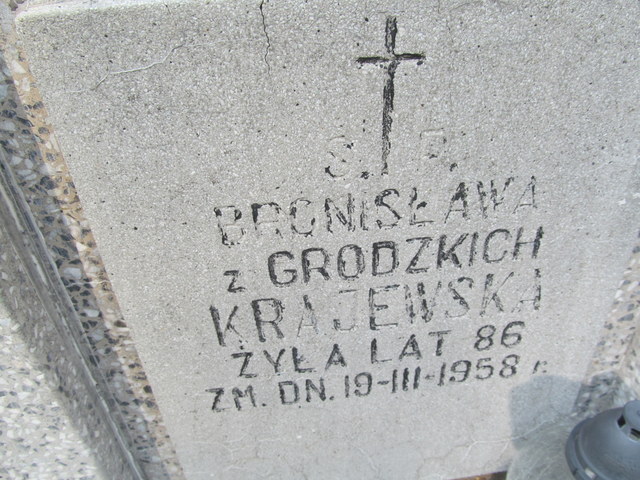 Ś. P.
BRONISŁAWA
z GRODZKICH
KRAJEWSKA
ŻYŁA LAT 86
ZM. DN. 19-III-1958 r.